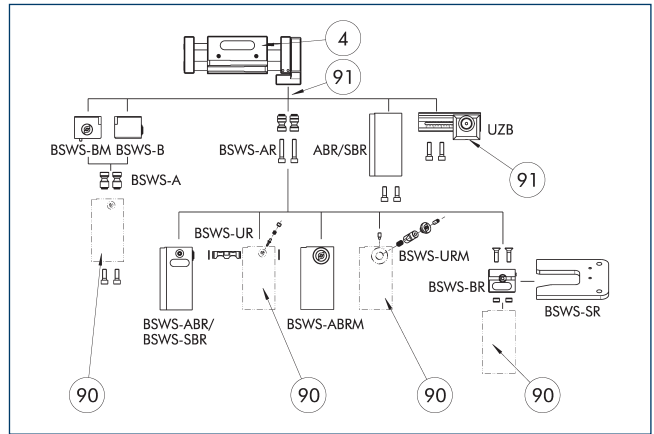 4
91
BSWS-BM BSWS-B
BSWS-AR
ABR/SBR
UZB
BSWS-A
91
BSWS-UR
BSWS-URM
BSWS-BR
BSWS-ABR/
BSWS-SBR
BSWS-ABRM
BSWS-SR
90
90
90
90